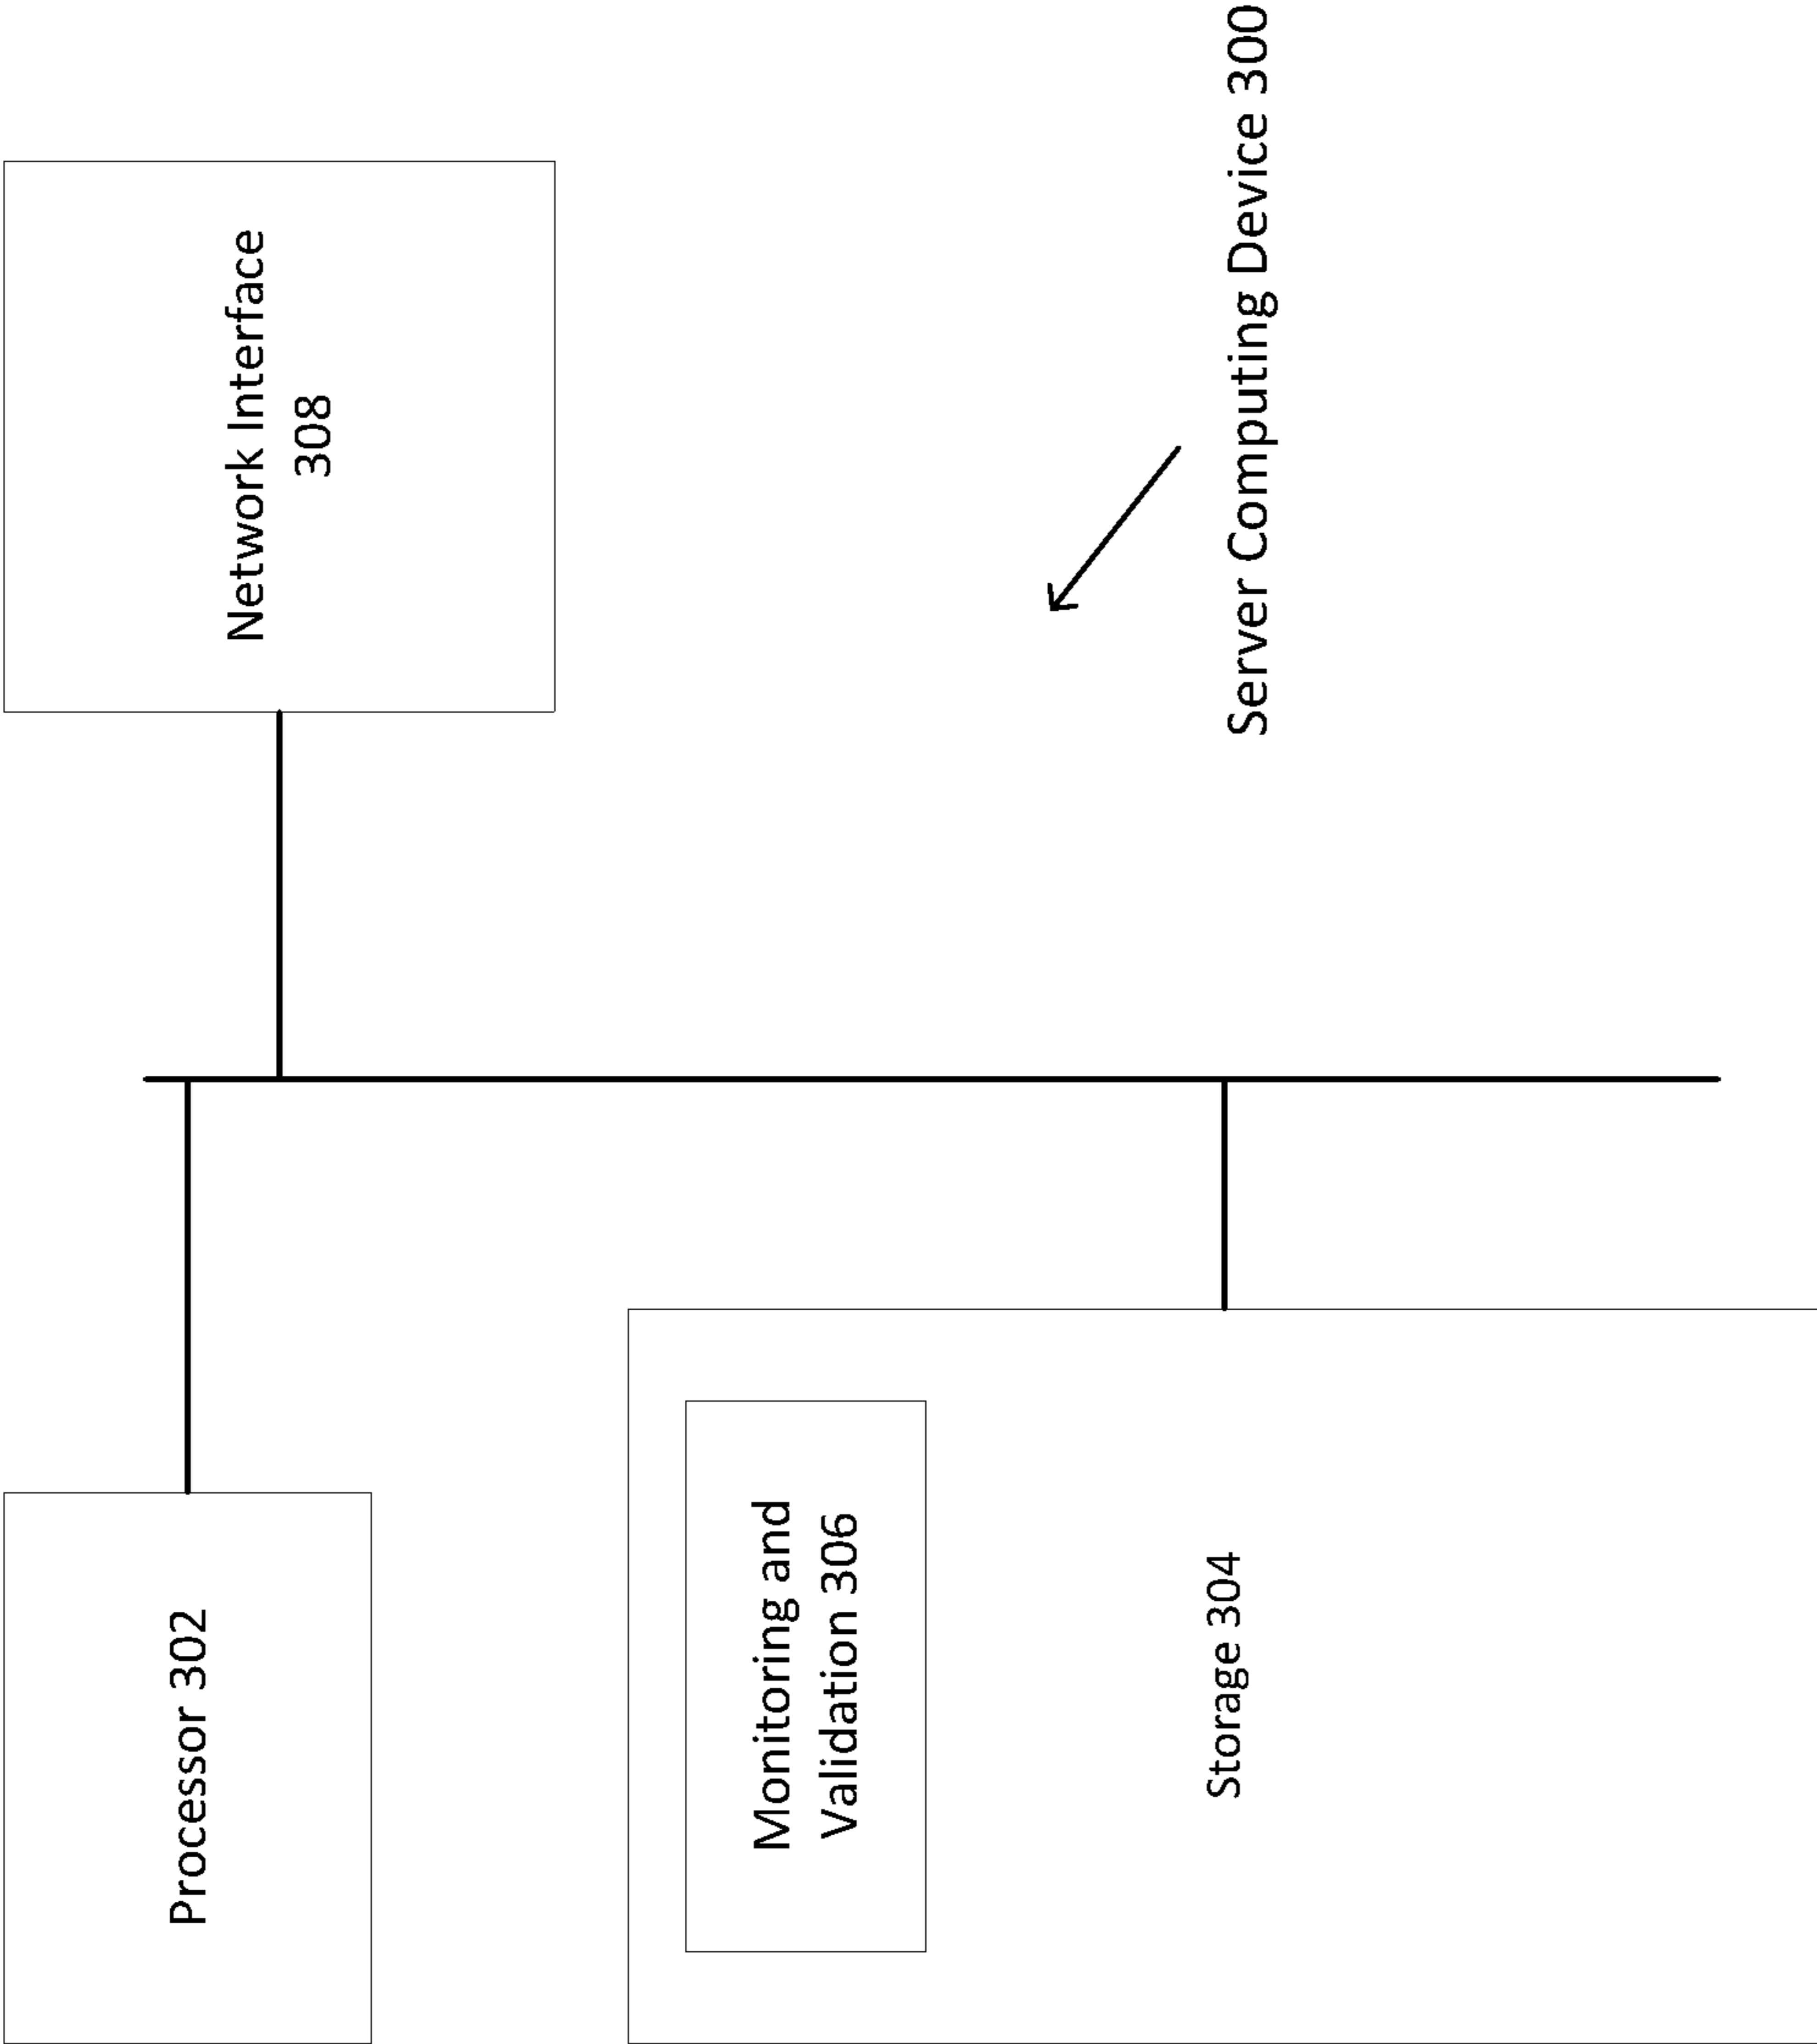 Processor 302
Network Interface
308
Monitoring and
Validation 306
Storage 304
Server Computing Device 300